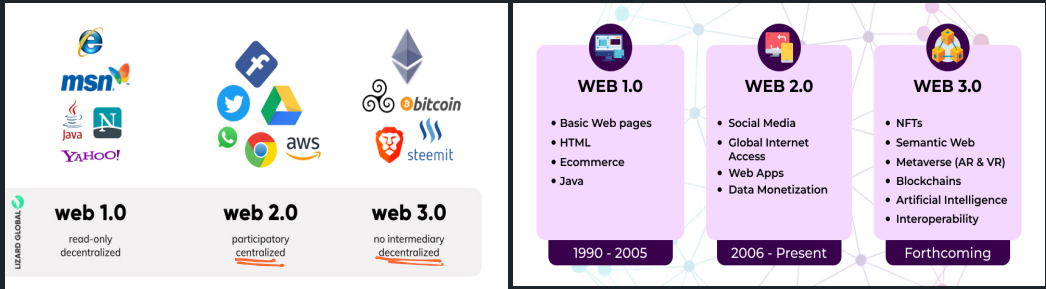 msn
Java
N
YAHOO!
f
aws
bitcoin
steemit
LIZARD GLOBAL
web 1.0
read-only
decentralized
web 2.0
participatory
centralized
web 3.0
no intermediary
decentralized
WEB 1.0
• Basic Web pages
• HTML
• Ecommerce
• Java
1990 - 2005
WEB 2.0
• Social Media
• Global Internet
Access
• Web Apps
• Data Monetization
2006 - Present
WEB 3.0
• NFTs
• Semantic Web
• Metaverse (AR & VR)
• Blockchains
• Artificial Intelligence
• Interoperability
Forthcoming